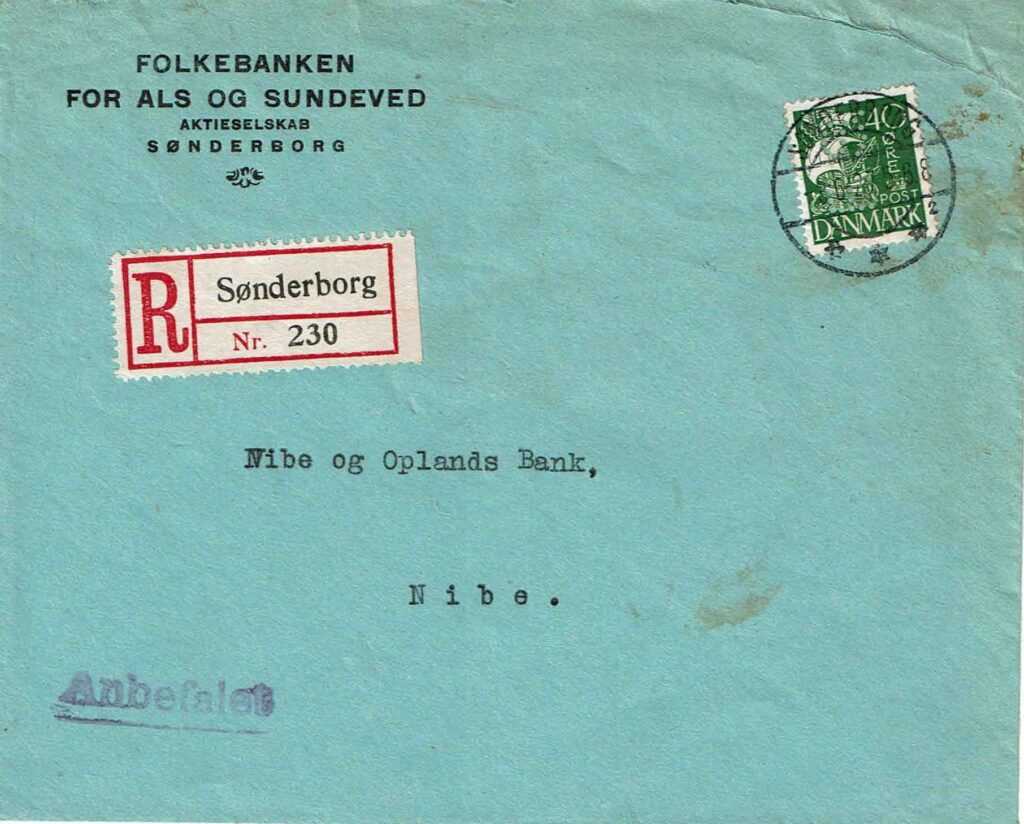 FOLKEBANKEN
FOR ALS OG SUNDEVED
AKTIESELSKAB
SØNDERBORG
40
ØRE
POST
DANMARK
R
Sønderborg
Nr. 230
Nibe og Oplands Bank,
Nibe.
Anbefalet